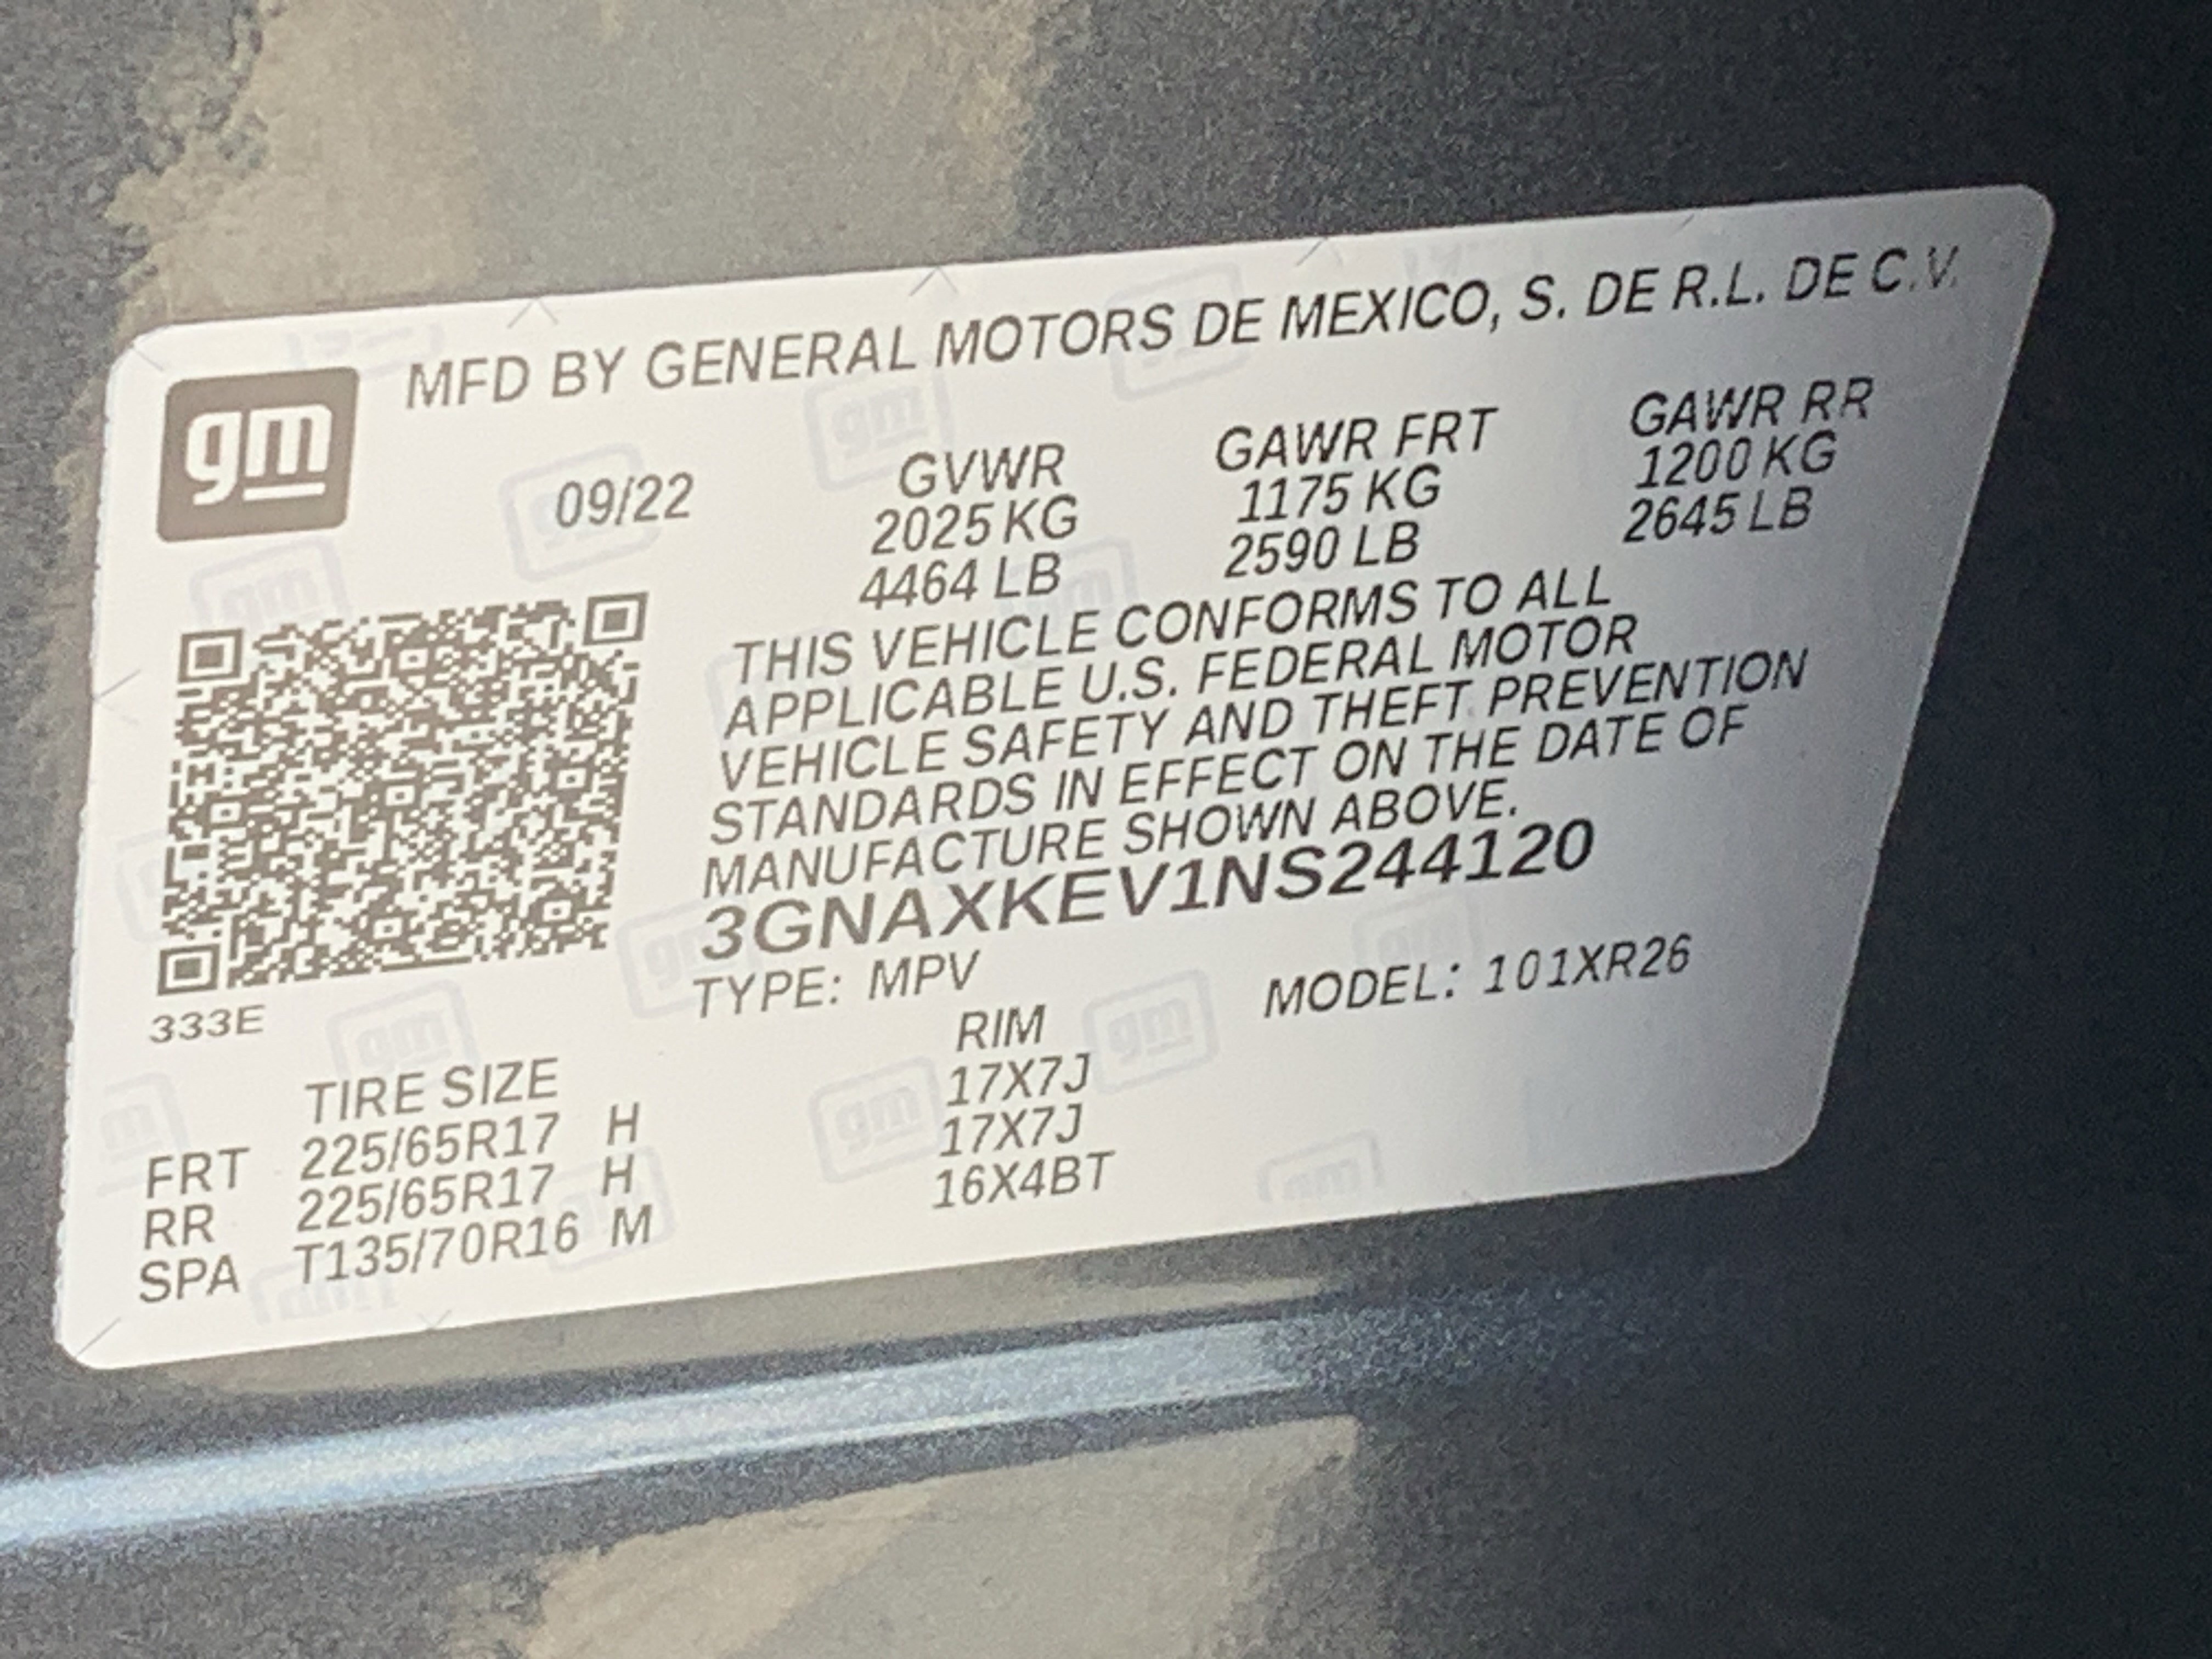 gm
MFD BY GENERAL MOTORS DE MEXICO, S. DE R.L. DE C.V.
09/22
GVWR GAWR FRT GAWR RR
2025 KG 1175 KG 1200 KG
4464 LB 2590 LB 2645 LB
THIS VEHICLE CONFORMS TO ALL
APPLICABLE U.S. FEDERAL MOTOR
VEHICLE SAFETY AND THEFT PREVENTION
STANDARDS IN EFFECT ON THE DATE OF
MANUFACTURE SHOWN ABOVE.
3GNAXKEV1NS244120
TYPE: MPV MODEL: 101XR26
333E
TIRE SIZE RIM
FRT 225/65R17 H 17X7J
RR 225/65R17 H 17X7J
SPA T135/70R16 M 16X4BT